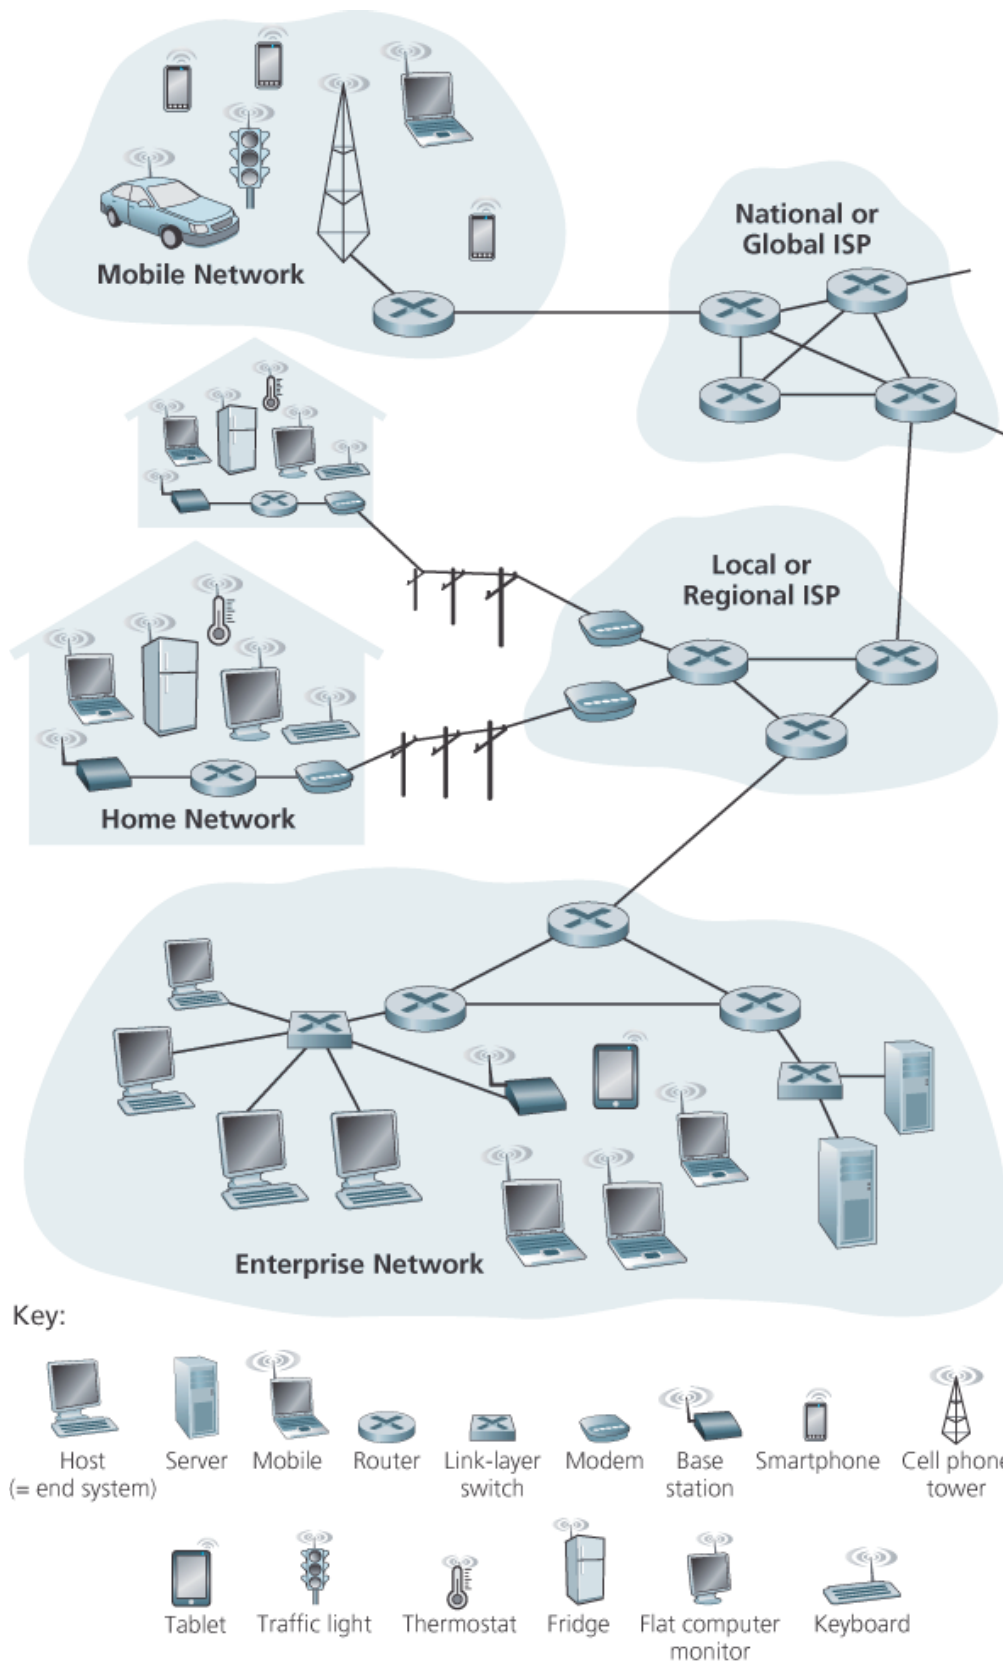 National or
Global ISP
Mobile Network
Local or
Regional ISP
Home Network
Enterprise Network
Key:
Host
(= end system)
Server
Mobile
Router
Link-layer
switch
Modem
Base
station
Smartphone
Cell phone
tower
Tablet
Traffic light
Thermostat
Fridge
Flat computer
monitor
Keyboard